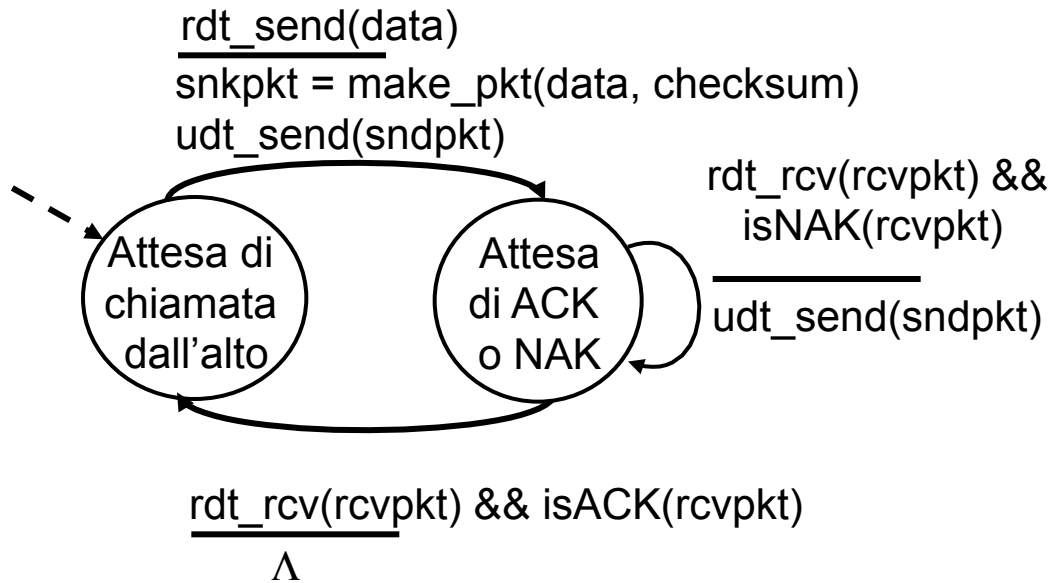 rdt_send(data)
snkpkt = make_pkt(data, checksum)
udt_send(sndpkt)
rdt_rcv(rcvpkt) &&
isNAK(rcvpkt)
udt_send(sndpkt)
Attesa di
chiamata
dall'alto
Attesa
di ACK
o NAK
rdt_rcv(rcvpkt) && isACK(rcvpkt)
Λ